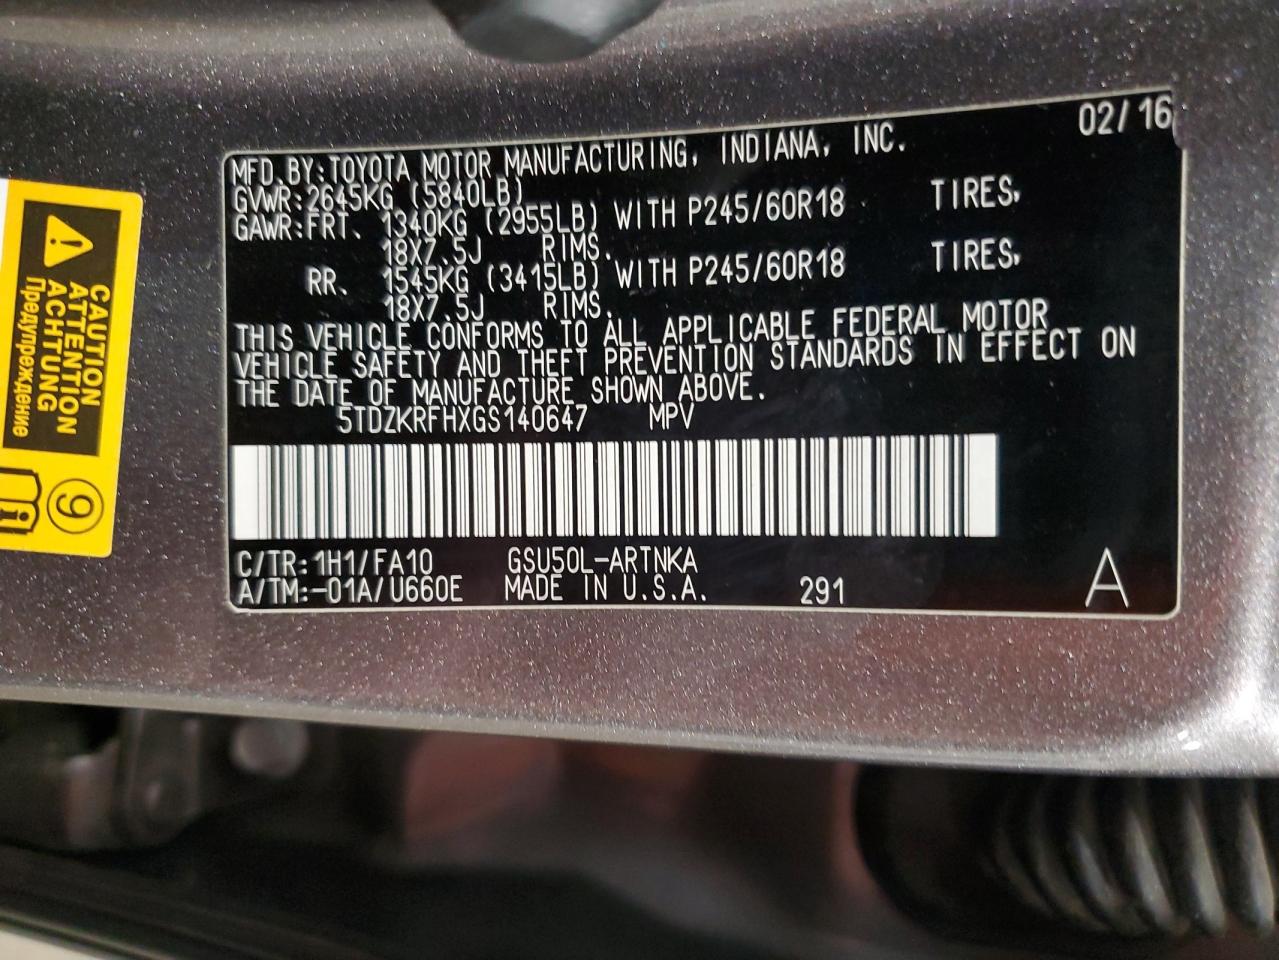 02/16
MFD.BY:TOYOTA MOTOR MANUFACTURING, INDIANA, INC.
GVWR:2645KG (5840LB)
GAWR:FRT. 1340KG (2955LB) WITH P245/60R18 TIRES,
18X7.5J RIMS.
RR. 1545KG (3415LB) WITH P245/60R18 TIRES,
18X7.5J RIMS.
THIS VEHICLE CONFORMS TO ALL APPLICABLE FEDERAL MOTOR
VEHICLE SAFETY AND THEFT PREVENTION STANDARDS IN EFFECT ON
THE DATE OF MANUFACTURE SHOWN ABOVE.
5TDZKRFHXGS140647 MPV
C/TR:1H1/FA10 GSU50L-ARTNKA
A/TM:-01A/U660E MADE IN U.S.A. 291 A
CAUTION
ATTENTION
ACHTUNG
Предупреждение
9